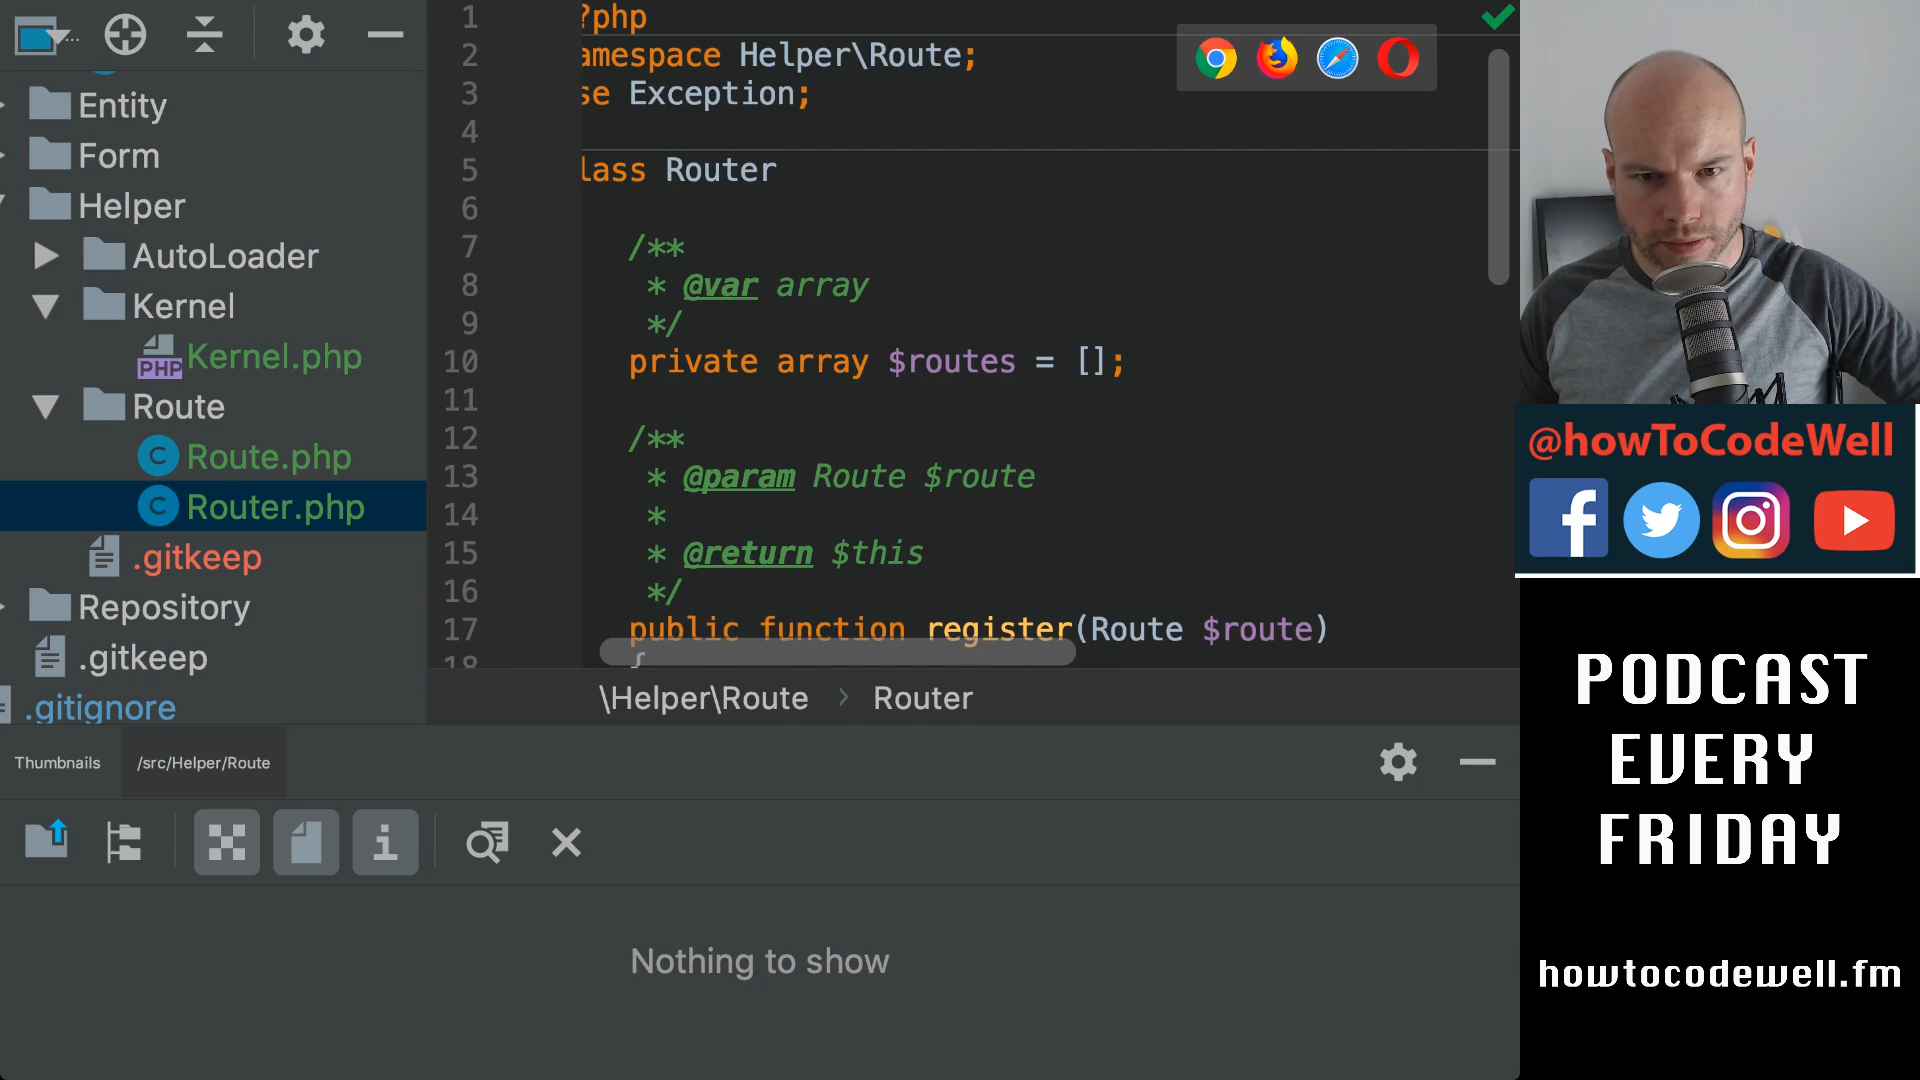 Entity
Form
Helper
AutoLoader
Kernel
PHP Kernel.php
Route
C Route.php
C Router.php
.gitkeep
Repository
.gitkeep
.gitignore
1 ?php
2 amespace Helper\Route;
3 se Exception;
4
5 lass Router
6
7 /**
8 * @var array
9 */
10 private array $routes = [];
11
12 /**
13 * @param Route $route
14 *
15 * @return $this
16 */
17 public function register(Route $route)
18 {
\Helper\Route › Router
Thumbnails /src/Helper/Route
Nothing to show
@howToCodeWell
PODCAST
EVERY
FRIDAY
howtocodewell.fm